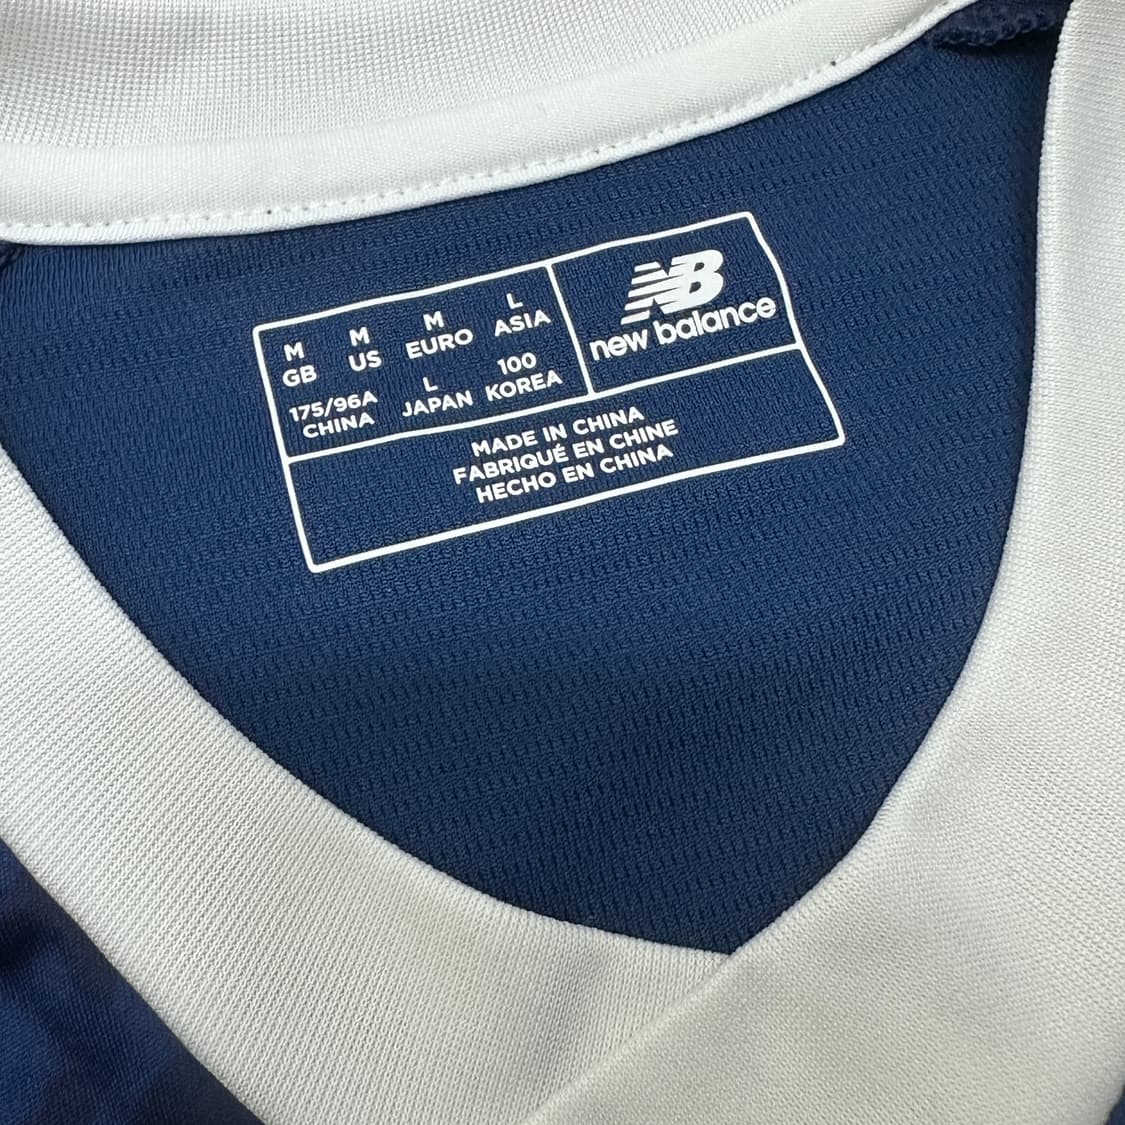 M M M L
GB US EURO ASIA
175/96A L 100
CHINA JAPAN KOREA
NB
new balance
MADE IN CHINA
FABRIQUÉ EN CHINE
HECHO EN CHINA